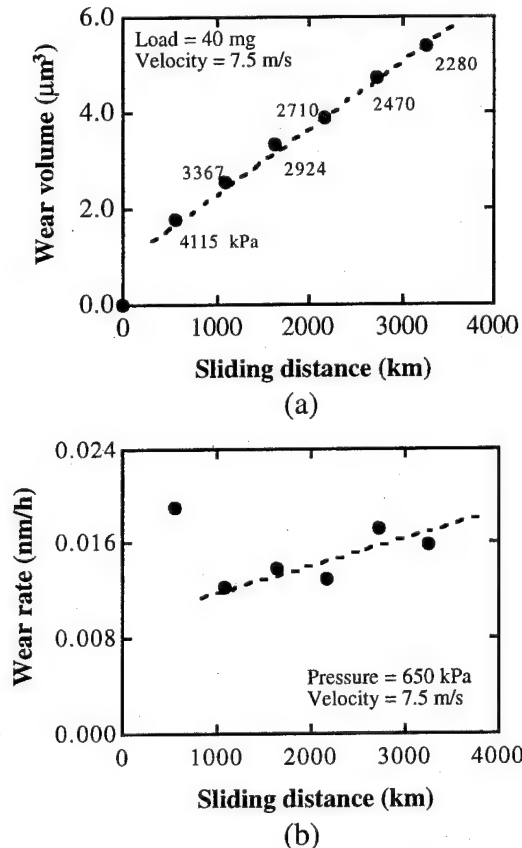 (a)
6.0
Load = 40 mg
Velocity = 7.5 m/s
2280
4.0
2710
2470
3367
2924
2.0
4115 kPa
0.0
0 1000 2000 3000 4000
Wear volume (μm³)
Sliding distance (km)
(a)
0.024
0.016
0.008
Pressure = 650 kPa
Velocity = 7.5 m/s
0.000
0 1000 2000 3000 4000
Wear rate (nm/h)
Sliding distance (km)
(b)